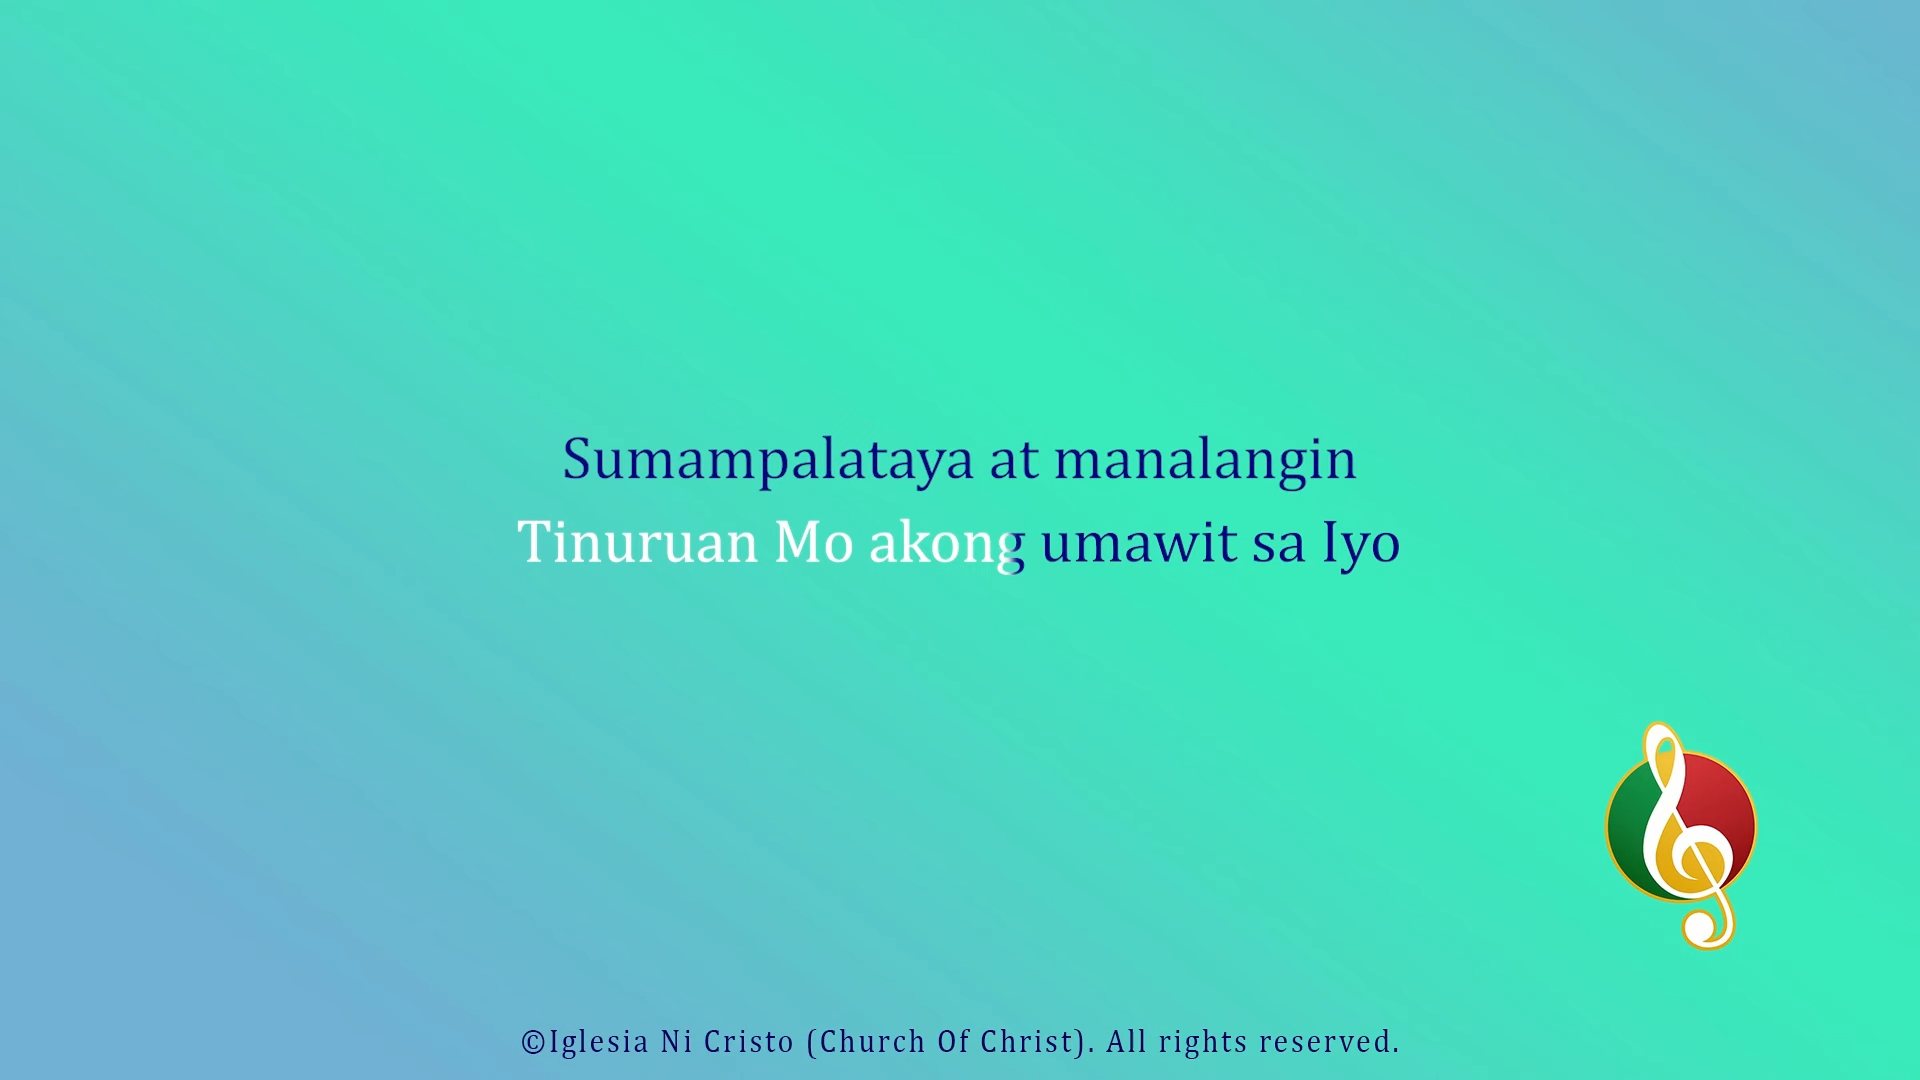 Sumampalataya at manalangin
Tinuruan Mo akong umawit sa Iyo
©Iglesia Ni Cristo (Church Of Christ). All rights reserved.